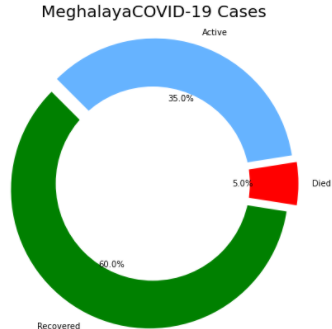 MeghalayaCOVID-19 Cases
Active
35.0%
5.0%
Died
60.0%
Recovered